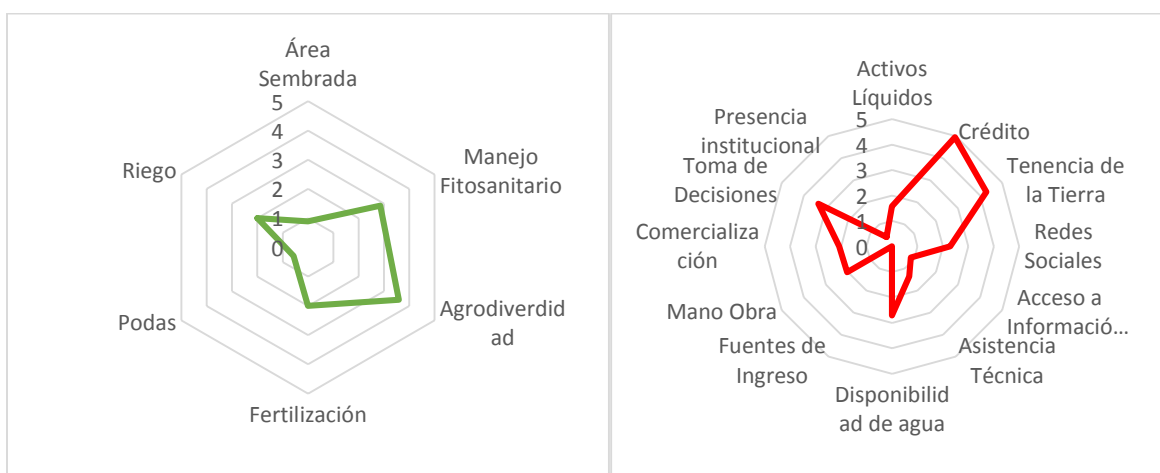 Área
Sembrada
5
4
3
2
1
0
Manejo
Fitosanitario
Agrodiverdid
ad
Fertilización
Podas
Riego
Activos
Líquidos
5
4
3
2
1
0
Crédito
Tenencia de
la Tierra
Redes
Sociales
Acceso a
Informació…
Asistencia
Técnica
Disponibilid
ad de agua
Fuentes de
Ingreso
Mano Obra
Comercializa
ción
Toma de
Decisiones
Presencia
institucional